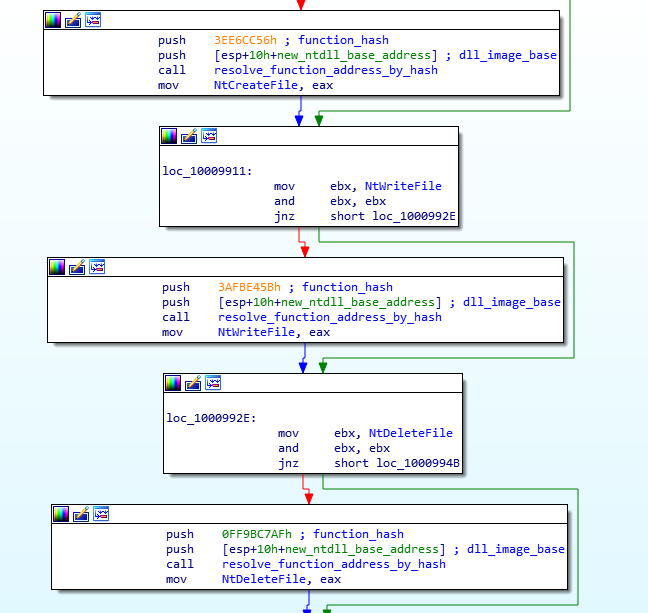 push 3EE6CC56h ; function_hash
push [esp+10h+new_ntdll_base_address] ; dll_image_base
call resolve_function_address_by_hash
mov NtCreateFile, eax
loc_10009911:
mov ebx, NtWriteFile
and ebx, ebx
jnz short loc_1000992E
push 3AFBE45Bh ; function_hash
push [esp+10h+new_ntdll_base_address] ; dll_image_base
call resolve_function_address_by_hash
mov NtWriteFile, eax
loc_1000992E:
mov ebx, NtDeleteFile
and ebx, ebx
jnz short loc_1000994B
push 0FF9BC7AFh ; function_hash
push [esp+10h+new_ntdll_base_address] ; dll_image_base
call resolve_function_address_by_hash
mov NtDeleteFile, eax